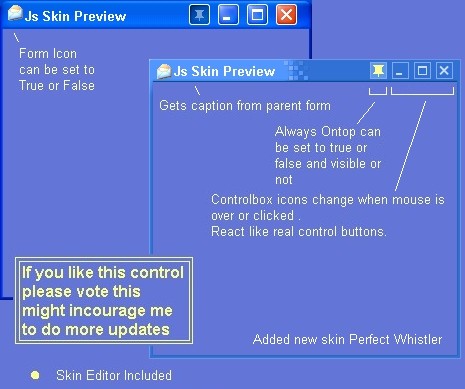 Js Skin Preview
Form Icon
can be set to
True or False
Js Skin Preview
Gets caption from parent form
Always Ontop can
be set to true or
false and visible or
not
Controlbox icons change when mouse is
over or clicked .
React like real control buttons.
If you like this control
please vote this
might incourage me
to do more updates
Added new skin Perfect Whistler
Skin Editor Included